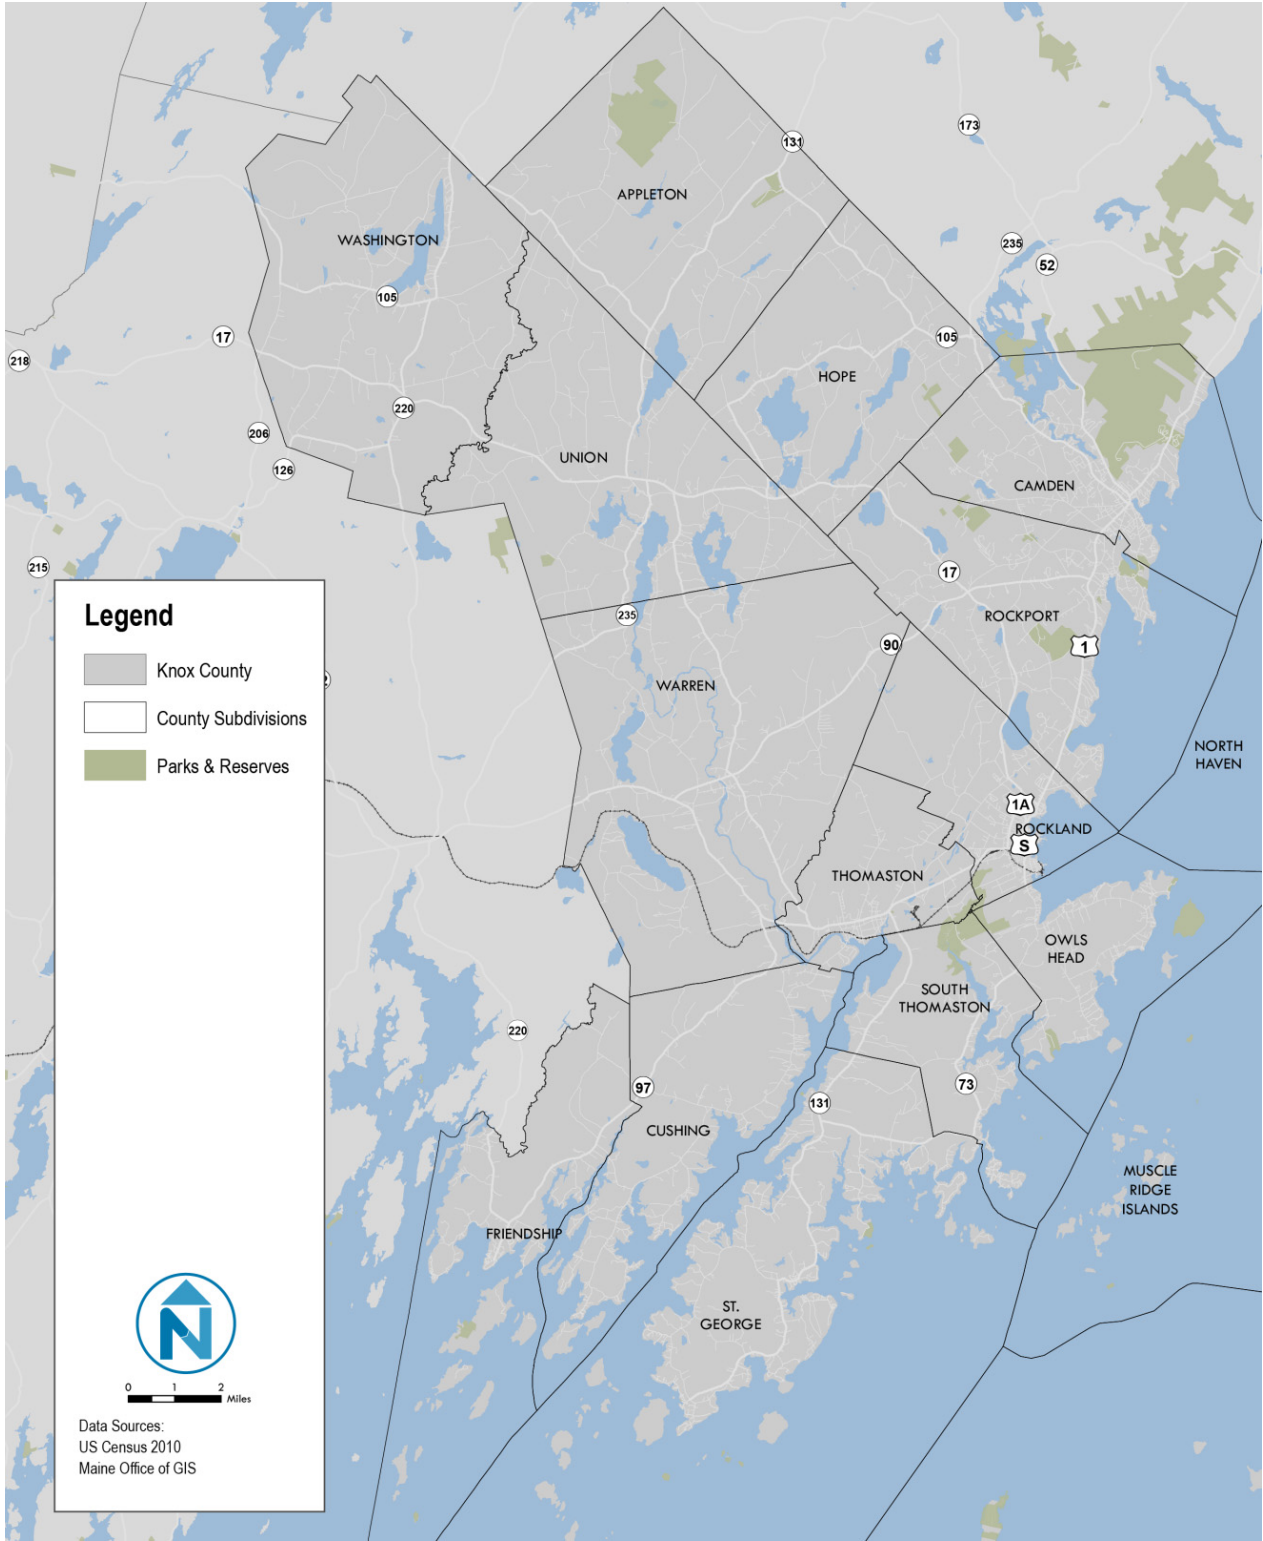 131
173
APPLETON
WASHINGTON
235
52
105
17
105
218
HOPE
220
206
UNION
126
CAMDEN
215
17
235
ROCKPORT
90
1
WARREN
NORTH
HAVEN
1A
ROCKLAND
S
THOMASTON
OWLS
HEAD
SOUTH
THOMASTON
220
97
73
131
CUSHING
MUSCLE
RIDGE
ISLANDS
FRIENDSHIP
ST.
GEORGE
Legend
Knox County
County Subdivisions
Parks & Reserves
N
0 1 2
Miles
Data Sources:
US Census 2010
Maine Office of GIS